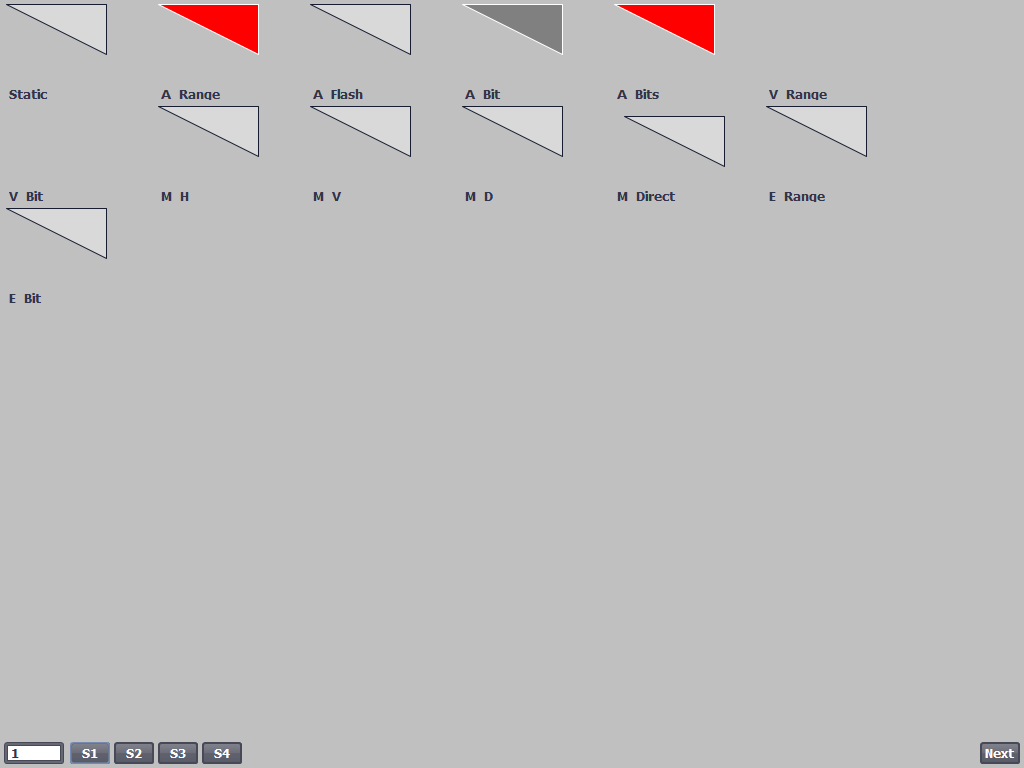 Static A Range A Flash A Bit A Bits V Range
V Bit M H M V M D M Direct E Range
E Bit
1 S1 S2 S3 S4 Next